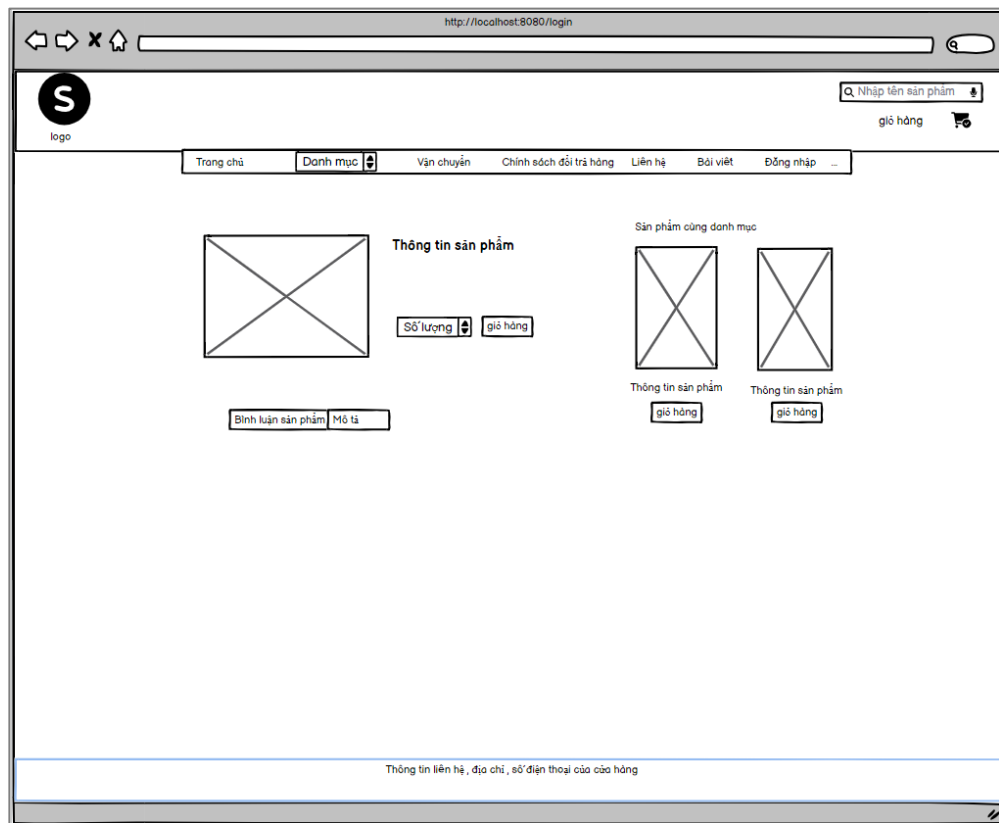 http://localhost:8080/login
S
logo
Nhập tên sản phẩm
giỏ hàng
Trang chủ Danh mục Vận chuyển Chính sách đổi trả hàng Liên hệ Bài viết Đăng nhập ...
Sản phẩm cùng danh mục
Thông tin sản phẩm
Số lượng giỏ hàng
Thông tin sản phẩm Thông tin sản phẩm
giỏ hàng giỏ hàng
Bình luận sản phẩm Mô tả
Thông tin liên hệ , địa chỉ , số điện thoại của cửa hàng